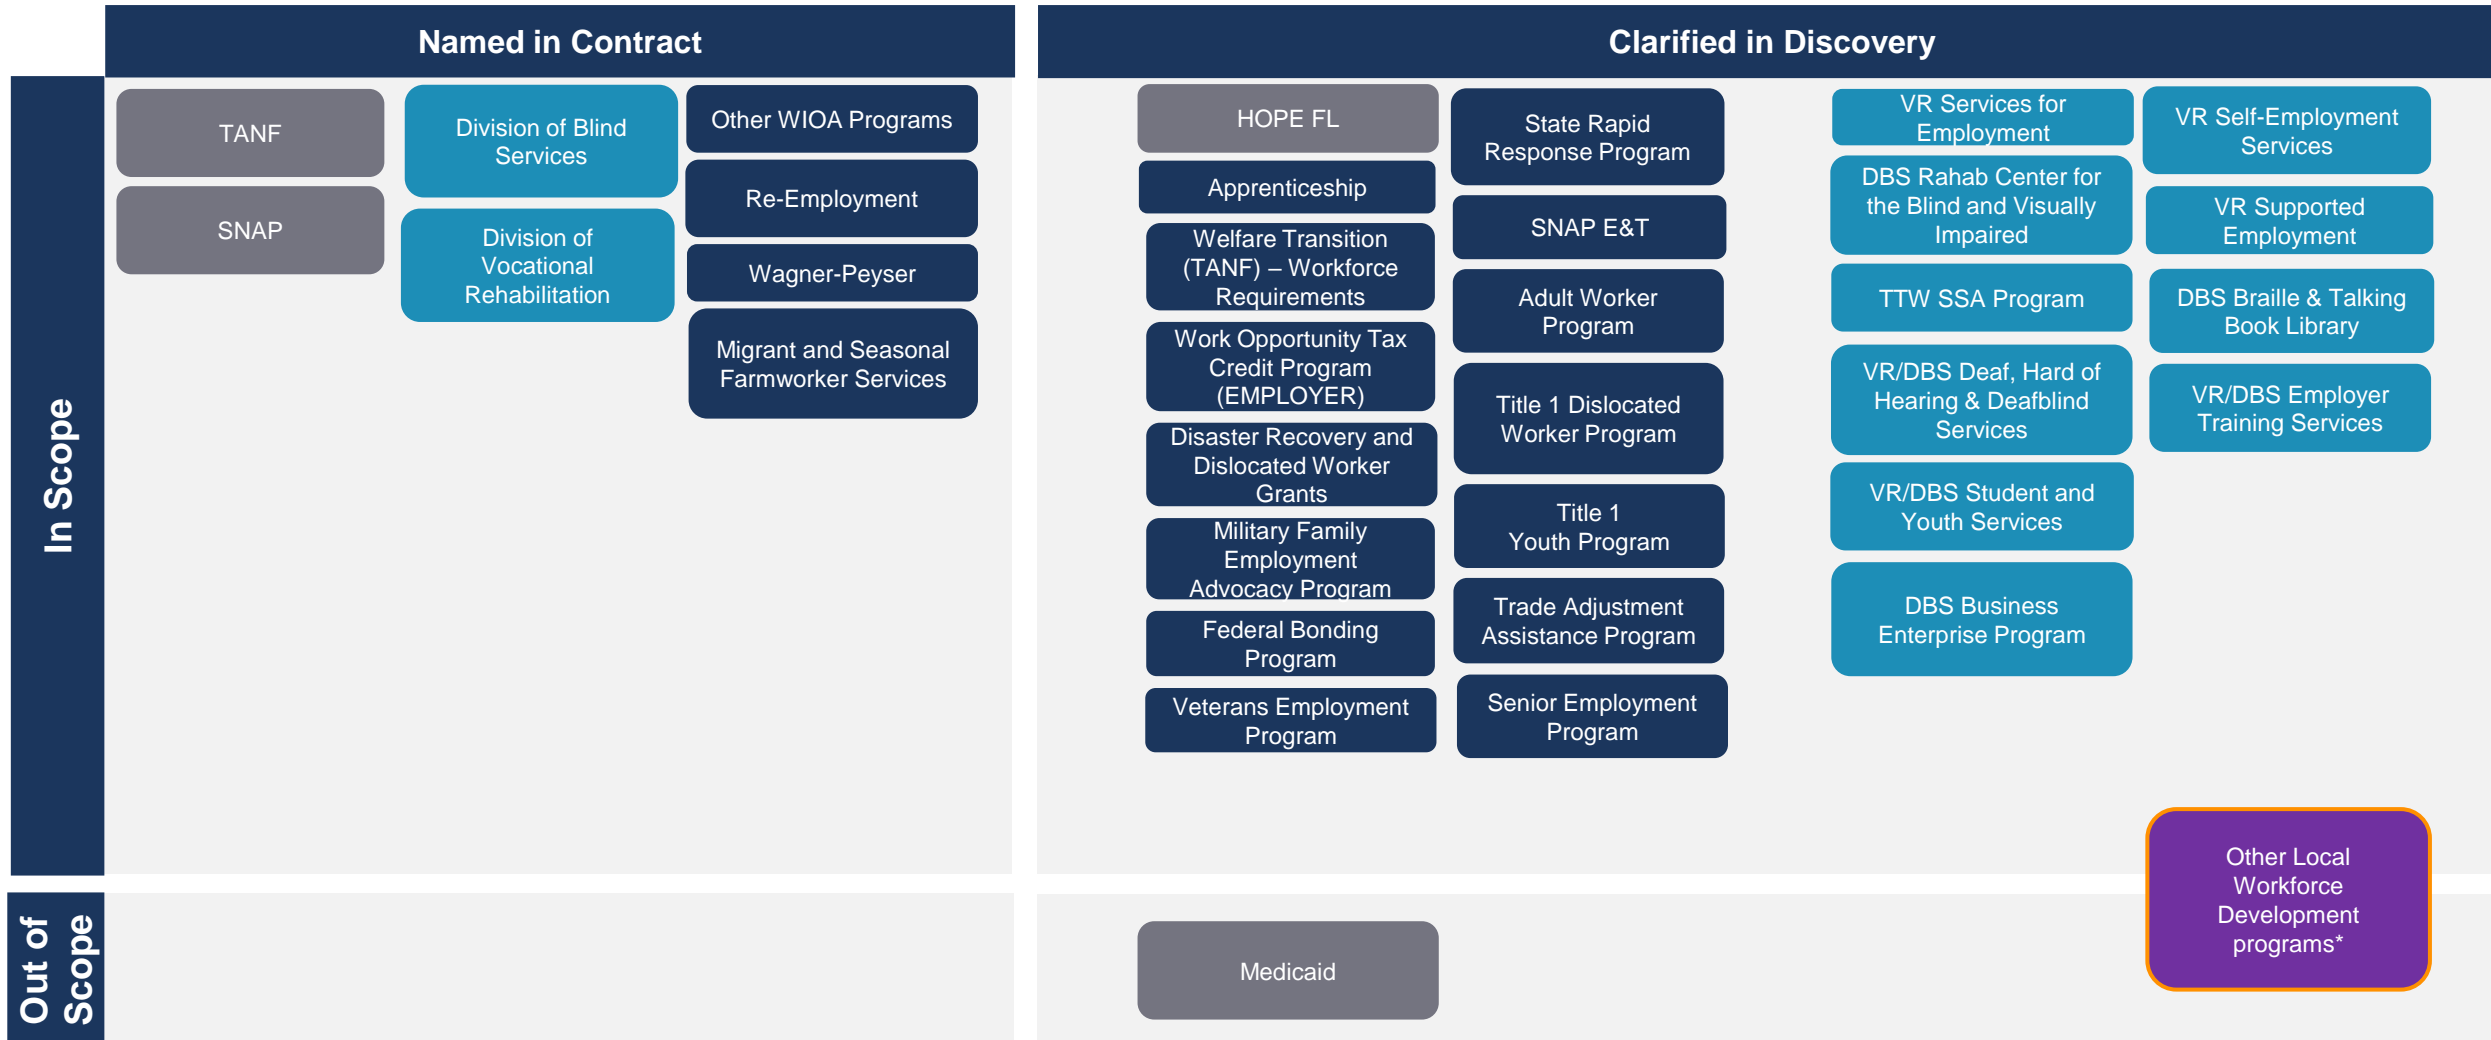 Named in Contract
Clarified in Discovery
In Scope
TANF
SNAP
Division of Blind
Services
Division of
Vocational
Rehabilitation
Other WIOA Programs
Re-Employment
Wagner-Peyser
Migrant and Seasonal
Farmworker Services
HOPE FL
Apprenticeship
Welfare Transition
(TANF) – Workforce
Requirements
Work Opportunity Tax
Credit Program
(EMPLOYER)
Disaster Recovery and
Dislocated Worker
Grants
Military Family
Employment
Advocacy Program
Federal Bonding
Program
Veterans Employment
Program
State Rapid
Response Program
SNAP E&T
Adult Worker
Program
Title 1 Dislocated
Worker Program
Title 1
Youth Program
Trade Adjustment
Assistance Program
Senior Employment
Program
VR Services for
Employment
DBS Rahab Center for
the Blind and Visually
Impaired
TTW SSA Program
VR/DBS Deaf, Hard of
Hearing & Deafblind
Services
VR/DBS Student and
Youth Services
DBS Business
Enterprise Program
VR Self-Employment
Services
VR Supported
Employment
DBS Braille & Talking
Book Library
VR/DBS Employer
Training Services
Other Local
Workforce
Development
programs*
Out of
Scope
Medicaid